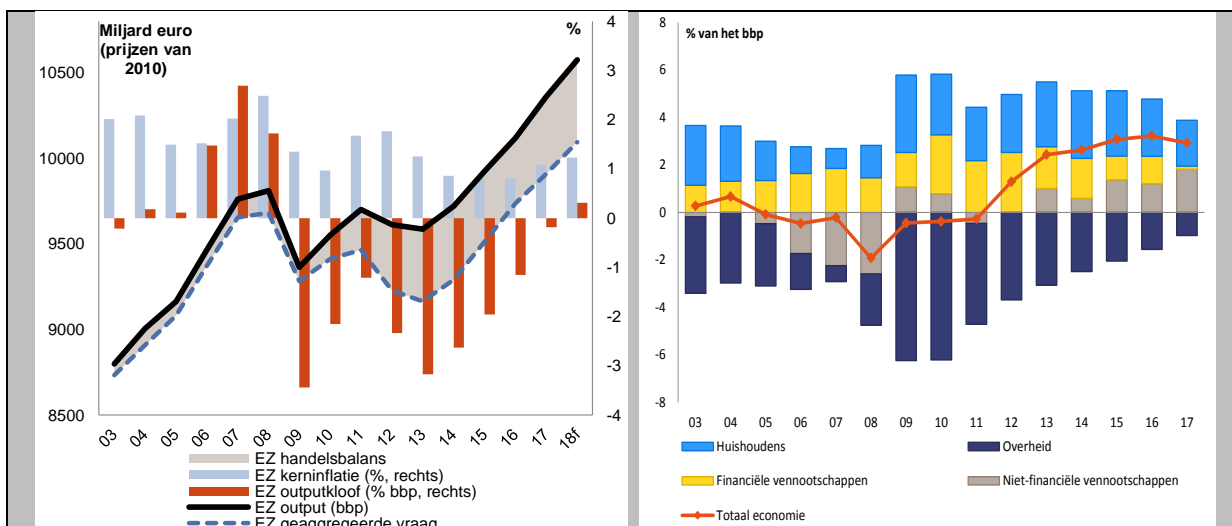 Miljard euro
(prijzen van
2010)
%
10500
10000
9500
9000
8500
4
3
2
1
0
-1
-2
-3
-4
03 04 05 06 07 08 09 10 11 12 13 14 15 16 17 18f
EZ handelsbalans
EZ kerninflatie (%, rechts)
EZ outputkloof (% bbp, rechts)
EZ output (bbp)
EZ geaggregeerde vraag
% van het bbp
8
6
4
2
0
-2
-4
-6
-8
03 04 05 06 07 08 09 10 11 12 13 14 15 16 17
Huishoudens
Overheid
Financiële vennootschappen
Niet-financiële vennootschappen
Totaal economie